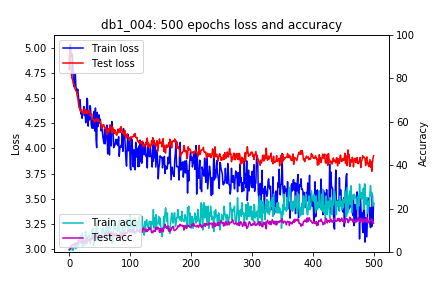 db1_004: 500 epochs loss and accuracy
Train loss
Test loss
Train acc
Test acc
Loss
5.00
4.75
4.50
4.25
4.00
3.75
3.50
3.25
3.00
Accuracy
100
80
60
40
20
0
0 100 200 300 400 500